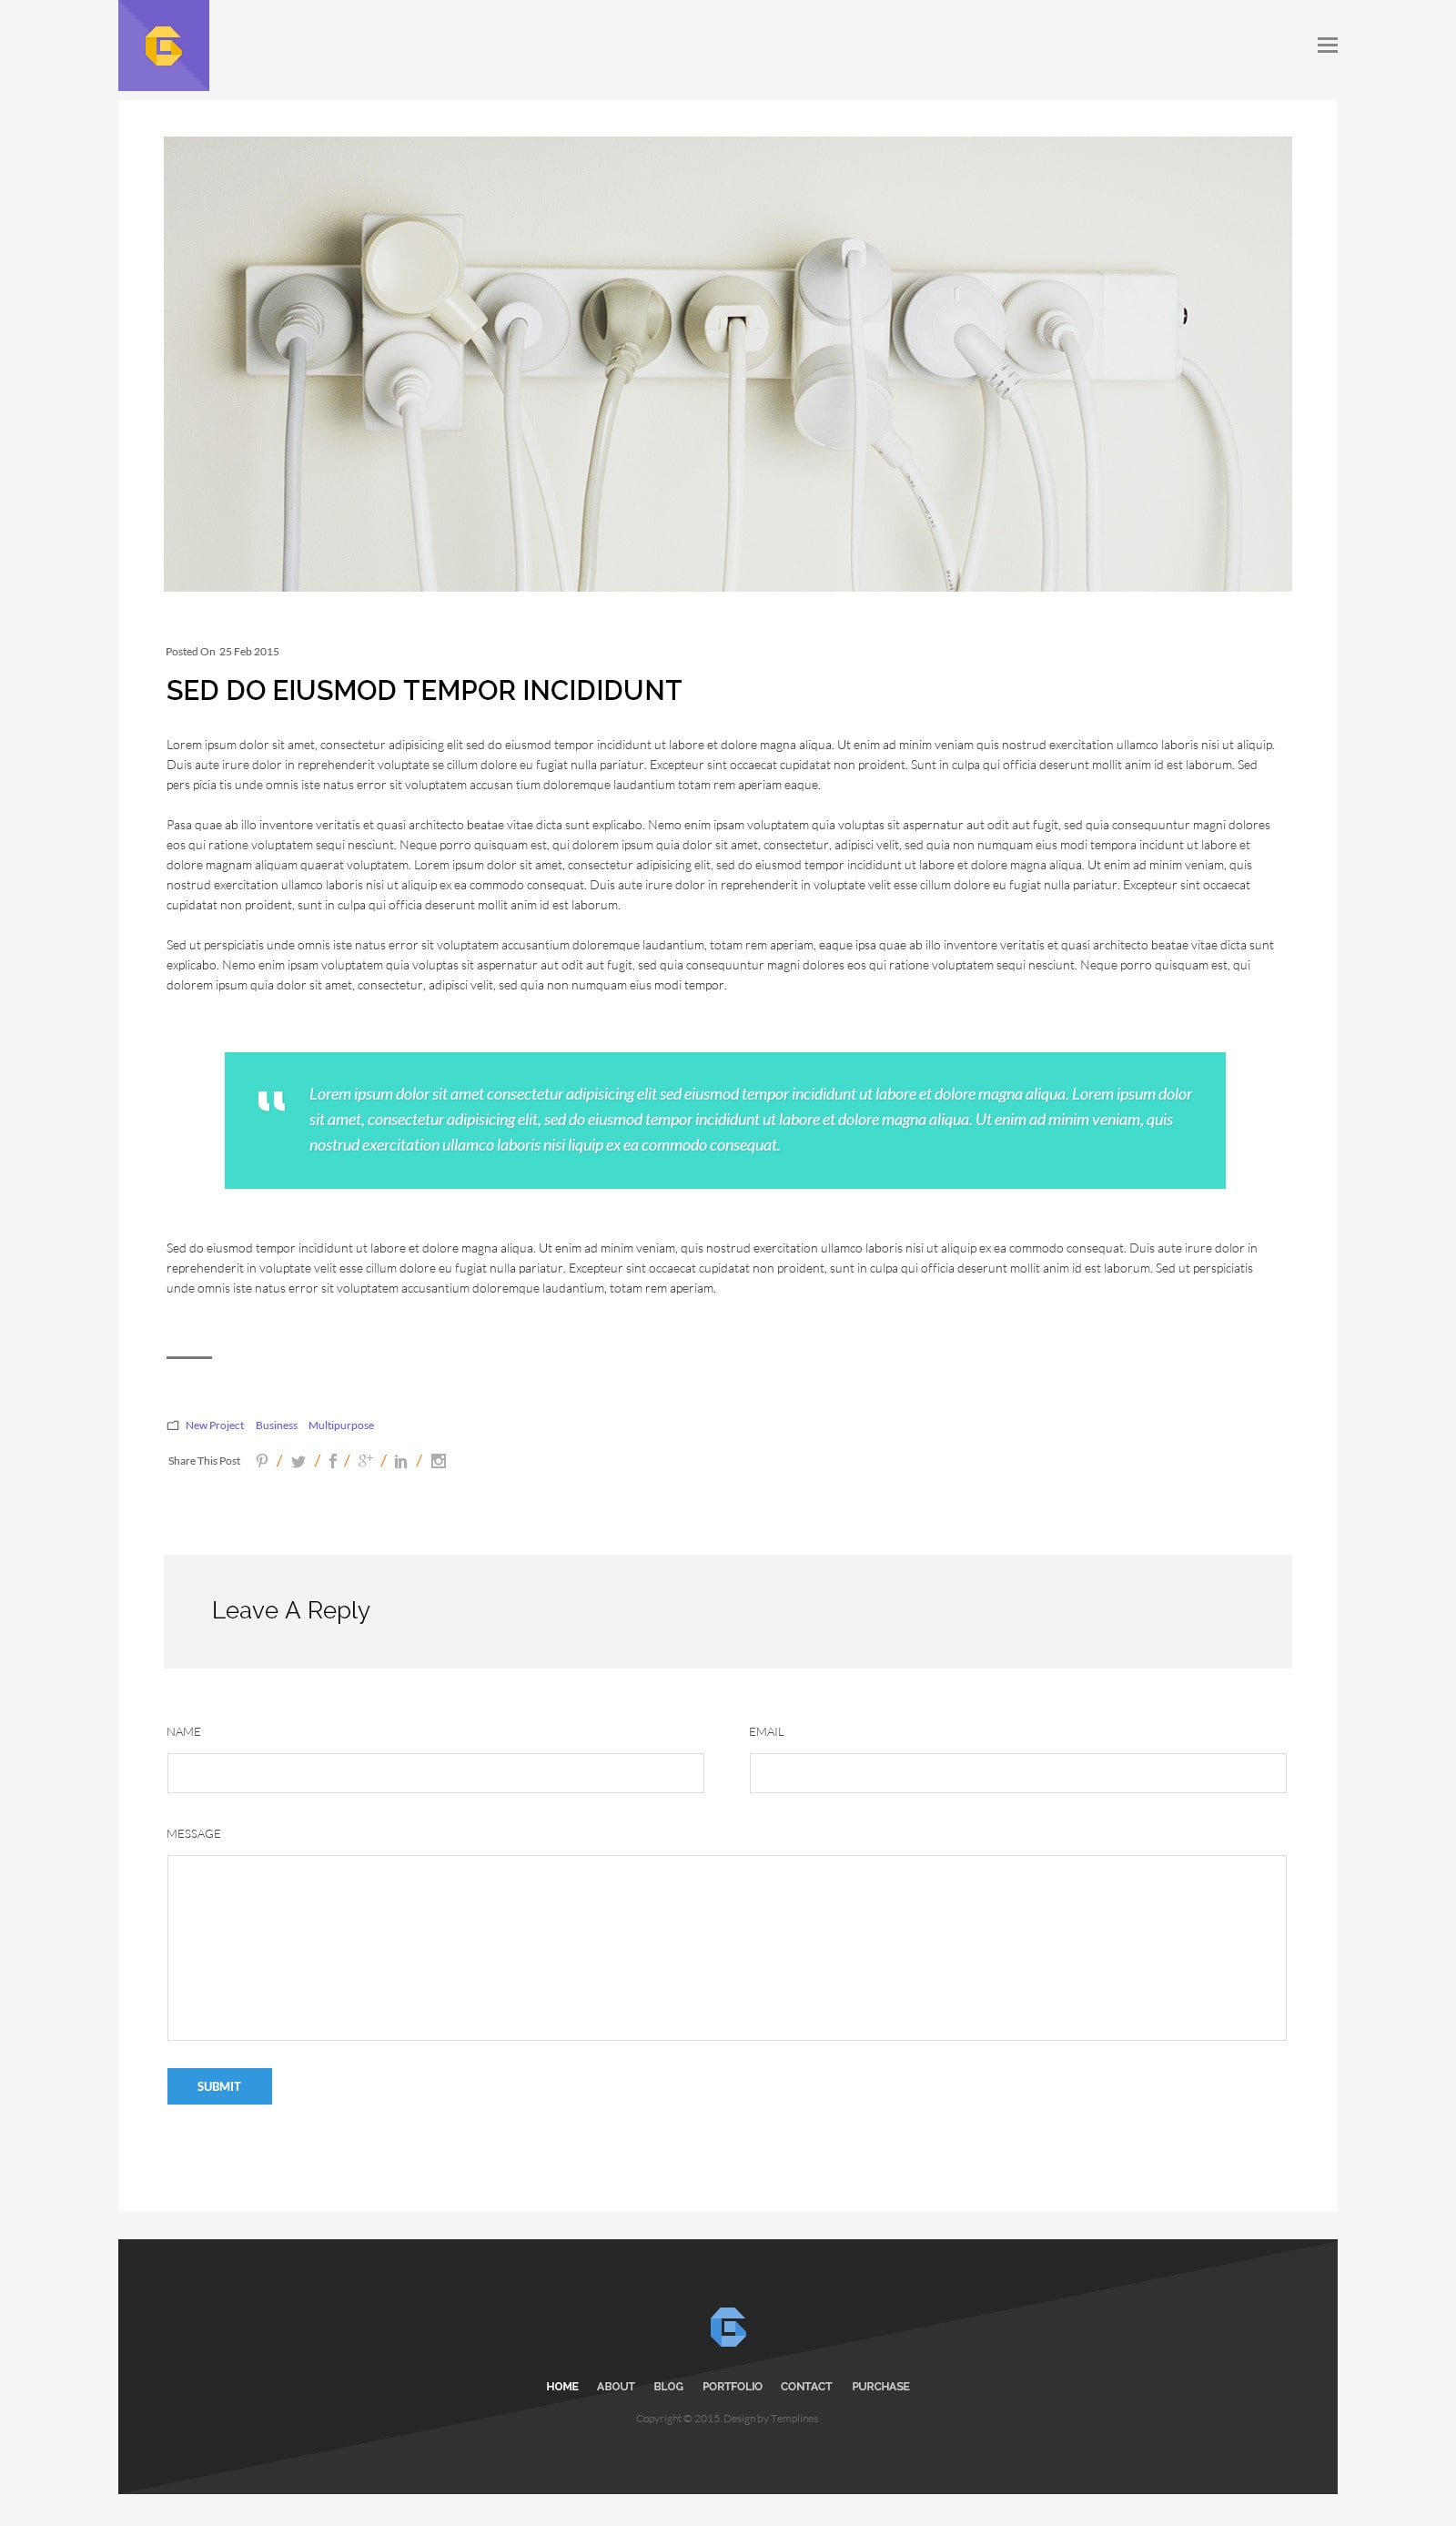 Posted On 25 Feb 2015
SED DO EIUSMOD TEMPOR INCIDIDUNT
Lorem ipsum dolor sit amet, consectetur adipisicing elit sed do eiusmod tempor incididunt ut labore et dolore magna aliqua. Ut enim ad minim veniam quis nostrud exercitation ullamco laboris nisi ut aliquip.
Duis aute irure dolor in reprehenderit voluptate se cillum dolore eu fugiat nulla pariatur. Excepteur sint occaecat cupidatat non proident. Sunt in culpa qui officia deserunt mollit anim id est laborum. Sed
pers picia tis unde omnis iste natus error sit voluptatem accusan tium doloremque laudantium totam rem aperiam eaque.
Pasa quae ab illo inventore veritatis et quasi architecto beatae vitae dicta sunt explicabo. Nemo enim ipsam voluptatem quia voluptas sit aspernatur aut odit aut fugit, sed quia consequuntur magni dolores
eos qui ratione voluptatem sequi nesciunt. Neque porro quisquam est, qui dolorem ipsum quia dolor sit amet, consectetur, adipisci velit, sed quia non numquam eius modi tempora incidunt ut labore et
dolore magnam aliquam quaerat voluptatem. Lorem ipsum dolor sit amet, consectetur adipisicing elit, sed do eiusmod tempor incididunt ut labore et dolore magna aliqua. Ut enim ad minim veniam, quis
nostrud exercitation ullamco laboris nisi ut aliquip ex ea commodo consequat. Duis aute irure dolor in reprehenderit in voluptate velit esse cillum dolore eu fugiat nulla pariatur. Excepteur sint occaecat
cupidatat non proident, sunt in culpa qui officia deserunt mollit anim id est laborum.
Sed ut perspiciatis unde omnis iste natus error sit voluptatem accusantium doloremque laudantium, totam rem aperiam, eaque ipsa quae ab illo inventore veritatis et quasi architecto beatae vitae dicta sunt
explicabo. Nemo enim ipsam voluptatem quia voluptas sit aspernatur aut odit aut fugit, sed quia consequuntur magni dolores eos qui ratione voluptatem sequi nesciunt. Neque porro quisquam est, qui
dolorem ipsum quia dolor sit amet, consectetur, adipisci velit, sed quia non numquam eius modi tempor.
Lorem ipsum dolor sit amet consectetur adipisicing elit sed eiusmod tempor incididunt ut labore et dolore magna aliqua. Lorem ipsum dolor
sit amet, consectetur adipisicing elit, sed do eiusmod tempor incididunt ut labore et dolore magna aliqua. Ut enim ad minim veniam, quis
nostrud exercitation ullamco laboris nisi liquip ex ea commodo consequat.
Sed do eiusmod tempor incididunt ut labore et dolore magna aliqua. Ut enim ad minim veniam, quis nostrud exercitation ullamco laboris nisi ut aliquip ex ea commodo consequat. Duis aute irure dolor in
reprehenderit in voluptate velit esse cillum dolore eu fugiat nulla pariatur. Excepteur sint occaecat cupidatat non proident, sunt in culpa qui officia deserunt mollit anim id est laborum. Sed ut perspiciatis
unde omnis iste natus error sit voluptatem accusantium doloremque laudantium, totam rem aperiam.
New Project Business Multipurpose
Share This Post / / / / /
Leave A Reply
NAME EMAIL
MESSAGE
SUBMIT
HOME ABOUT BLOG PORTFOLIO CONTACT PURCHASE
Copyright © 2015. Design by Templines